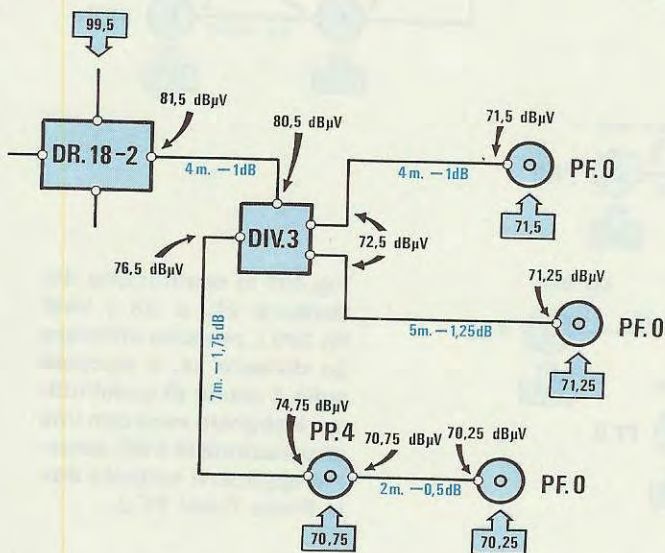 99,5
81,5 dBμV
80,5 dBμV
71,5 dBμV
DR.18-2
4m. —1dB
4m. —1dB
PF.0
71,5
76,5 dBμV
DIV.3
72,5 dBμV
71,25 dBμV
7m. —1,75dB
5m. —1,25dB
PF.0
71,25
74,75 dBμV
PP.4
70,75 dBμV
70,25 dBμV
2m. —0,5dB
PF.0
70,75
70,25